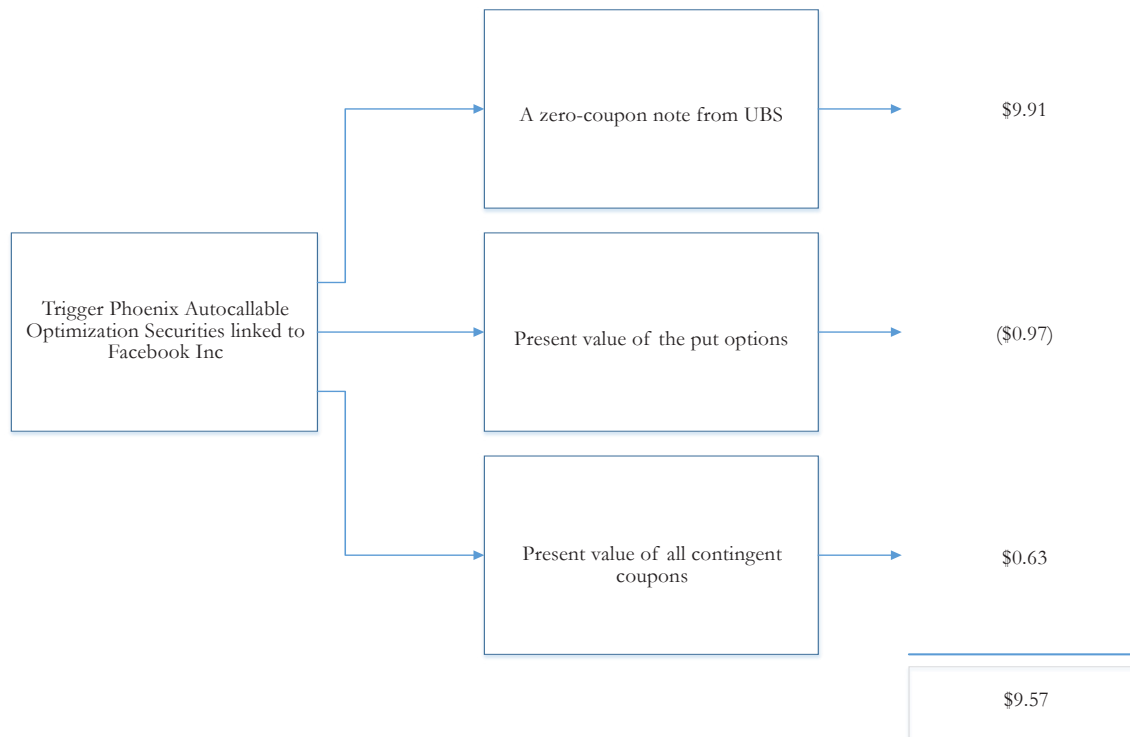 A zero-coupon note from UBS
$9.91
Trigger Phoenix Autocallable
Optimization Securities linked to
Facebook Inc
Present value of the put options
($0.97)
Present value of all contingent
coupons
$0.63
$9.57